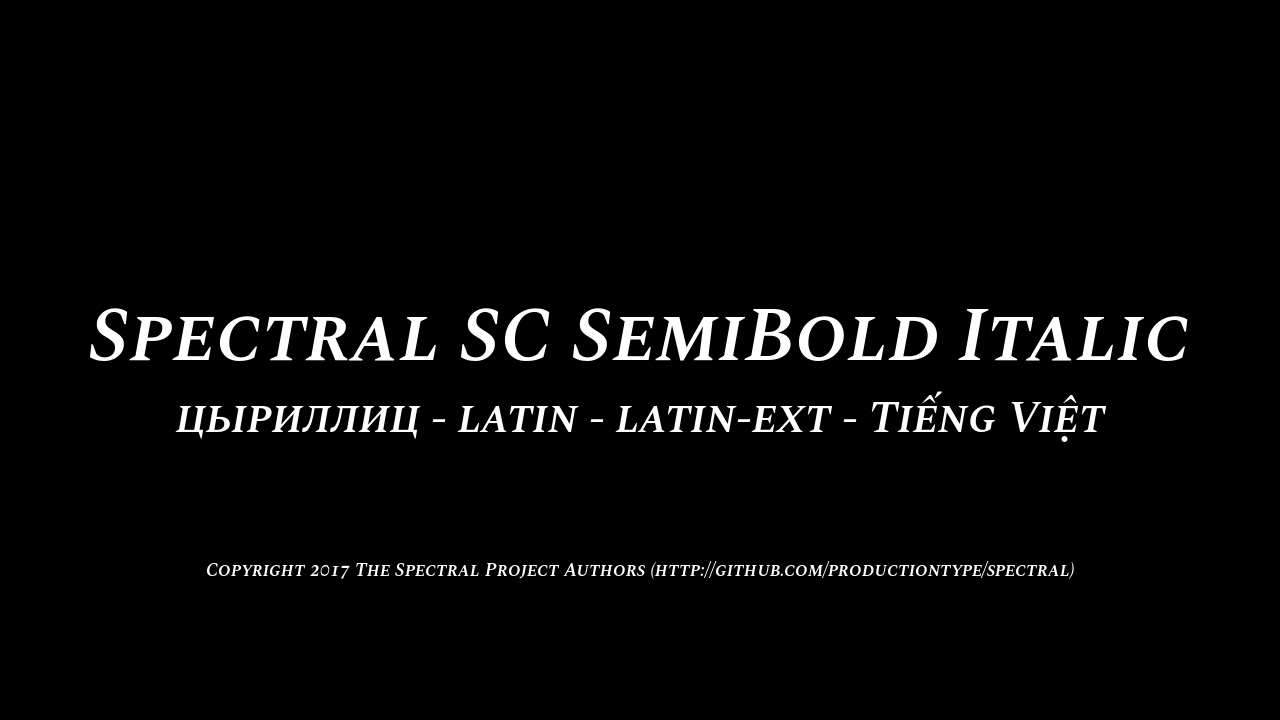 Spectral SC SemiBold Italic
цыриллиц - latin - latin-ext - Tiếng Việt
Copyright 2017 The Spectral Project Authors (http://github.com/productiontype/spectral)